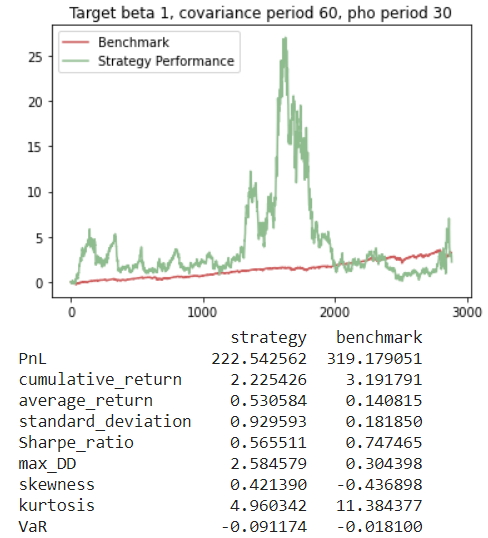 Target beta 1, covariance period 60, pho period 30
Benchmark
Strategy Performance
25
20
15
10
5
0
0 1000 2000 3000
strategy benchmark
PnL 222.542562 319.179051
cumulative_return 2.225426 3.191791
average_return 0.530584 0.140815
standard_deviation 0.929593 0.181850
Sharpe_ratio 0.565511 0.747465
max_DD 2.584579 0.304398
skewness 0.421390 -0.436898
kurtosis 4.960342 11.384377
VaR -0.091174 -0.018100